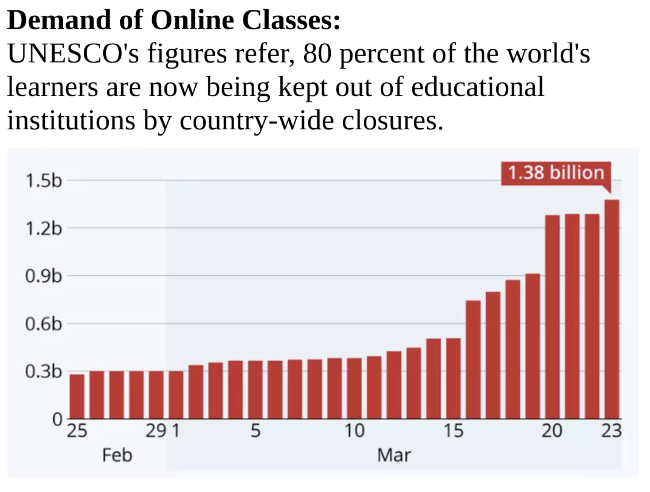 Demand of Online Classes:
UNESCO's figures refer, 80 percent of the world's
learners are now being kept out of educational
institutions by country-wide closures.
1.38 billion
1.5b
1.2b
0.9b
0.6b
0.3b
0
25 29 1 5 10 15 20 23
Feb Mar